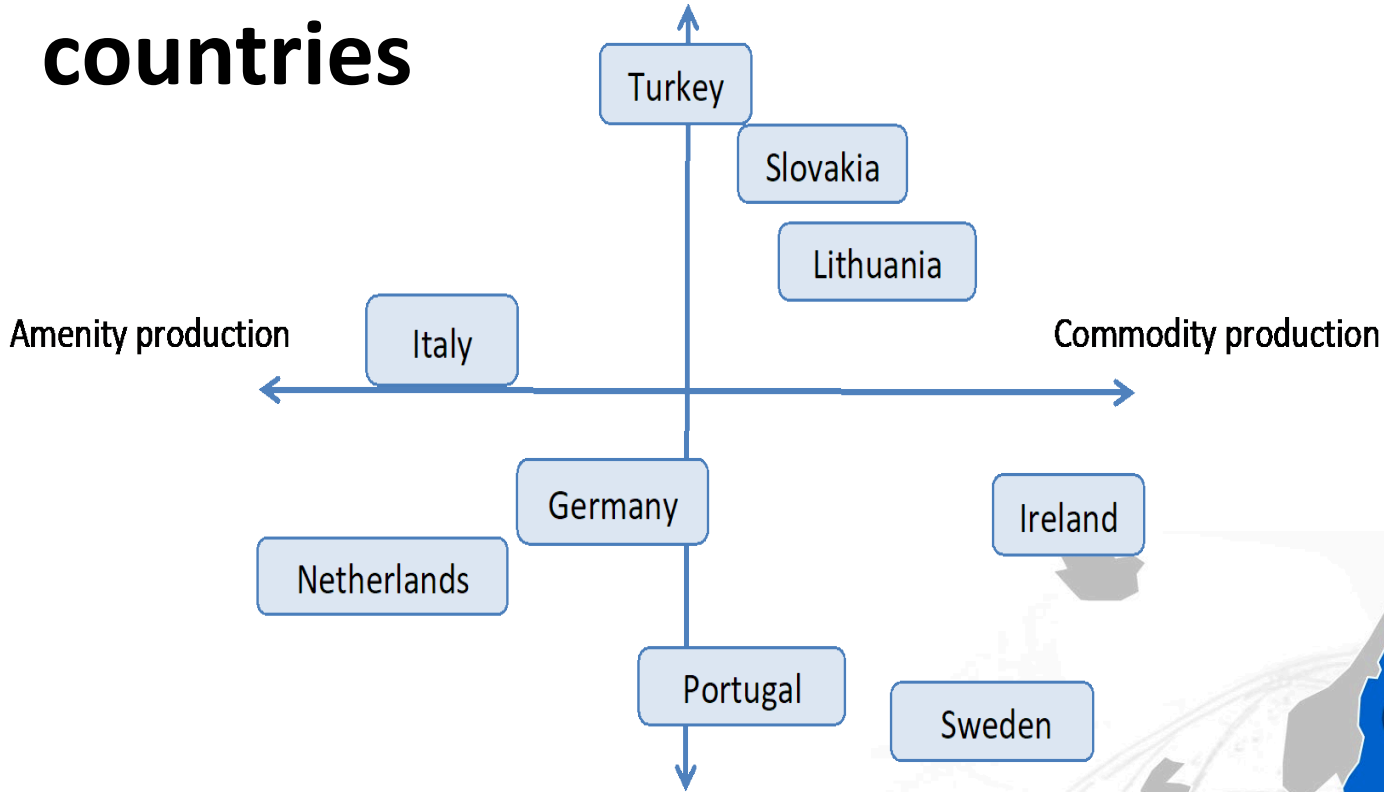 countries
Turkey
Slovakia
Lithuania
Amenity production
Italy
Commodity production
Germany
Ireland
Netherlands
Portugal
Sweden